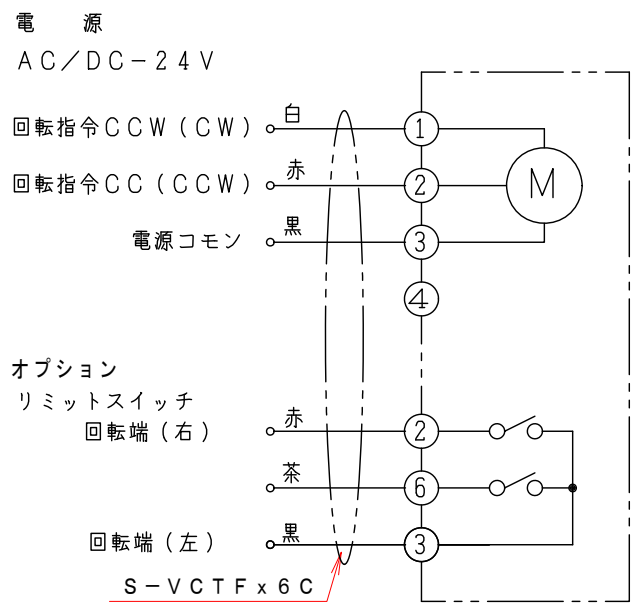 電 源
AC/DC-24V
回転指令CCW(CW) 白 1
回転指令CC(CCW) 赤 2 M
電源コモン 黒 3
4
オプション
リミットスイッチ
回転端(右) 赤 2
茶 6
回転端(左) 黒 3
S-VCTFx6C